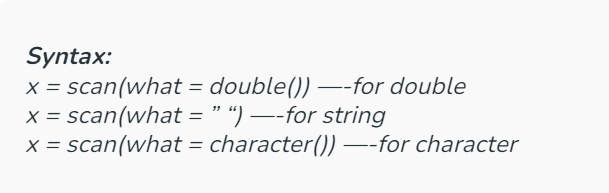 Syntax:
x = scan(what = double()) —-for double
x = scan(what = ” “) —-for string
x = scan(what = character()) —-for character